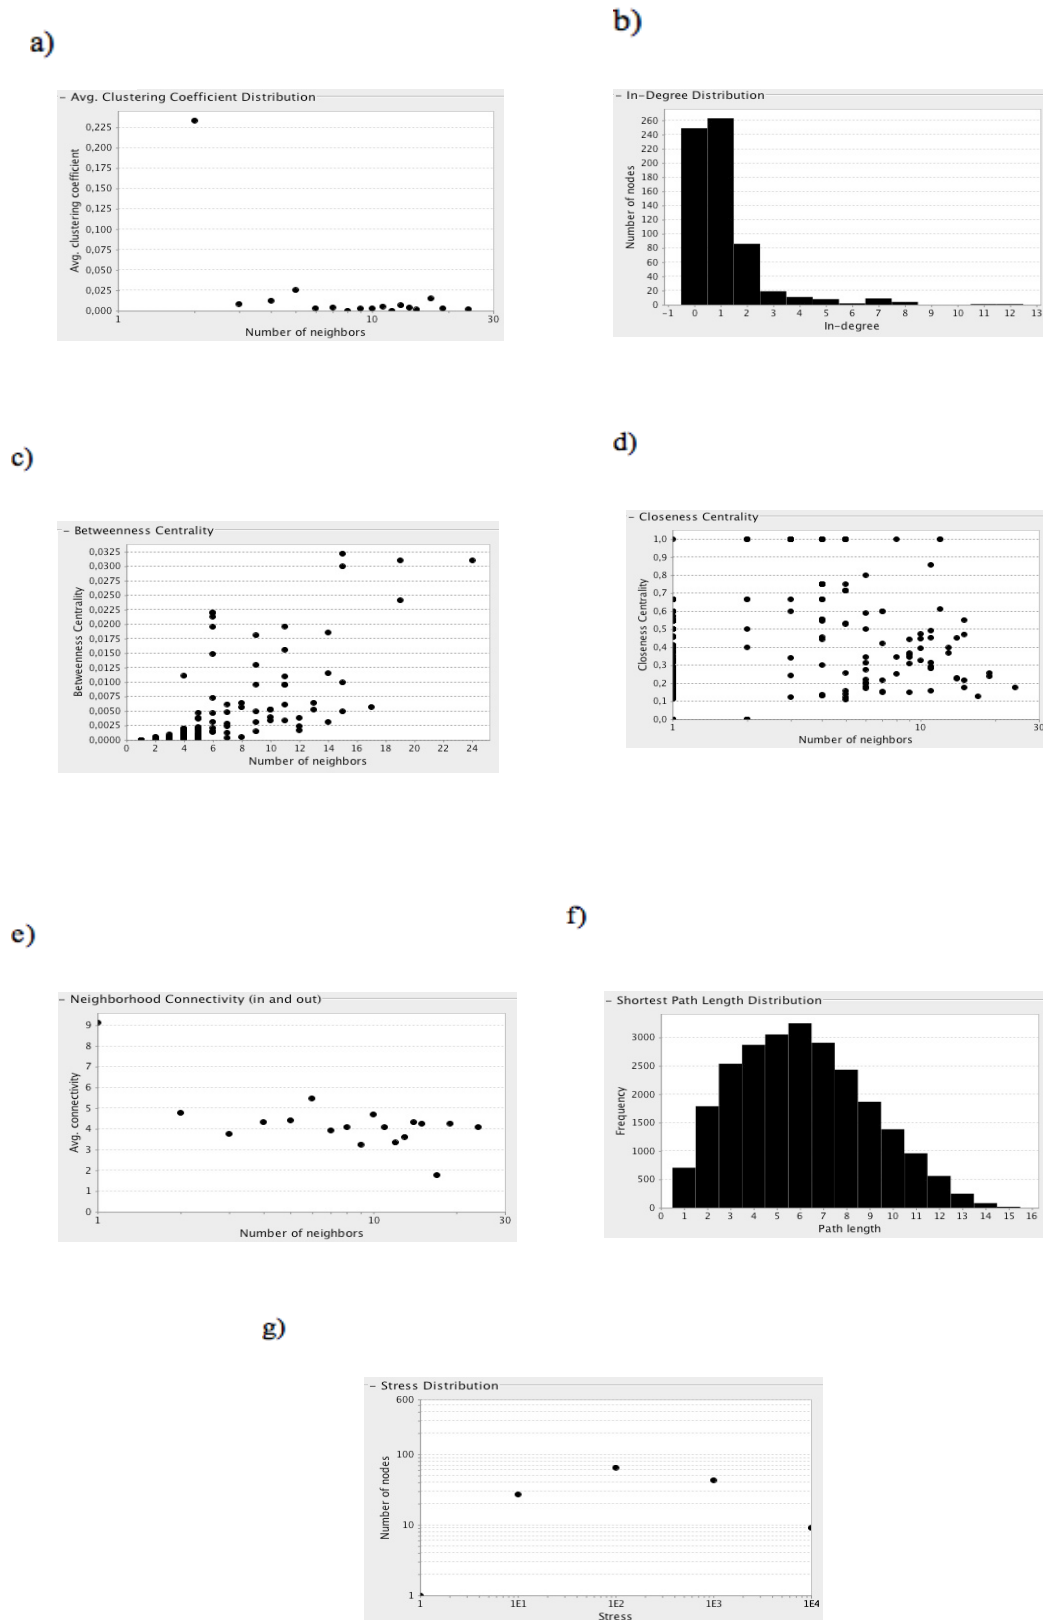 a)
– Avg. Clustering Coefficient Distribution
Avg. clustering coefficient
0,225
0,200
0,175
0,150
0,125
0,100
0,075
0,050
0,025
0,000
1 10 30
Number of neighbors
b)
– In-Degree Distribution
Number of nodes
260
240
220
200
180
160
140
120
100
80
60
40
20
0
−1 0 1 2 3 4 5 6 7 8 9 10 11 12 13
In-degree
c)
– Betweenness Centrality
Betweenness Centrality
0,0325
0,0300
0,0275
0,0250
0,0225
0,0200
0,0175
0,0150
0,0125
0,0100
0,0075
0,0050
0,0025
0,0000
0 2 4 6 8 10 12 14 16 18 20 22 24
Number of neighbors
d)
– Closeness Centrality
Closeness Centrality
1,0
0,9
0,8
0,7
0,6
0,5
0,4
0,3
0,2
0,1
0,0
1 10 30
Number of neighbors
e)
– Neighborhood Connectivity (in and out)
Avg. connectivity
9
8
7
6
5
4
3
2
1
0
1 10 30
Number of neighbors
f)
– Shortest Path Length Distribution
Frequency
3000
2500
2000
1500
1000
500
0
0 1 2 3 4 5 6 7 8 9 10 11 12 13 14 15 16
Path length
g)
– Stress Distribution
Number of nodes
600
100
10
1
1 1E1 1E2 1E3 1E4
Stress